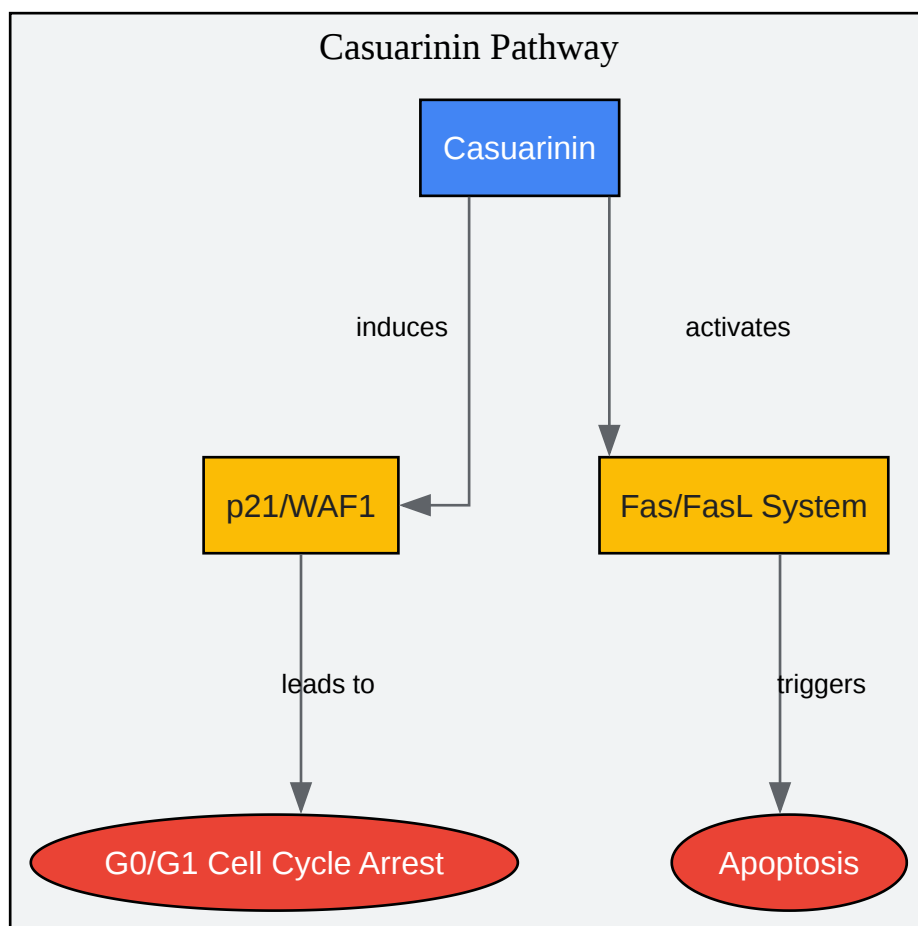 Casuarinin Pathway
Casuarinin
induces
activates
p21/WAF1
Fas/FasL System
leads to
triggers
G0/G1 Cell Cycle Arrest
Apoptosis